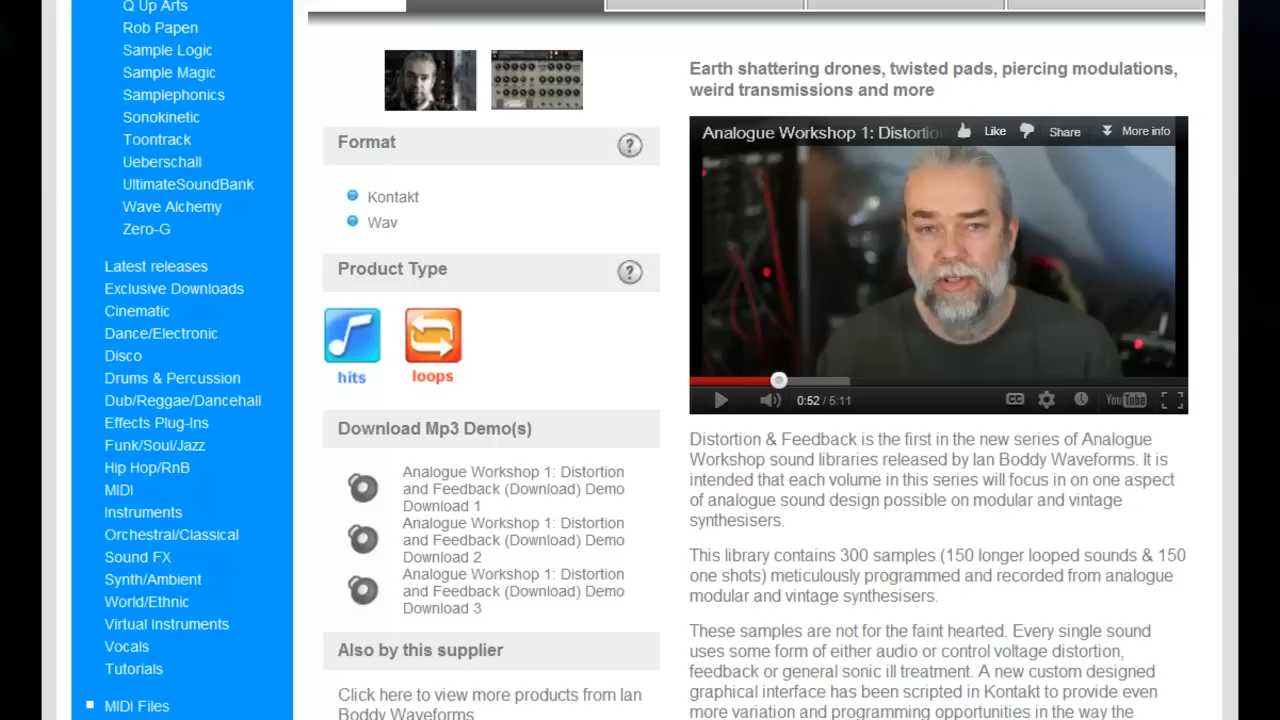 Q Up Arts
Rob Papen
Sample Logic
Sample Magic
Samplephonics
Sonokinetic
Toontrack
Ueberschall
UltimateSoundBank
Wave Alchemy
Zero-G
Latest releases
Exclusive Downloads
Cinematic
Dance/Electronic
Disco
Drums & Percussion
Dub/Reggae/Dancehall
Effects Plug-Ins
Funk/Soul/Jazz
Hip Hop/RnB
MIDI
Instruments
Orchestral/Classical
Sound FX
Synth/Ambient
World/Ethnic
Virtual Instruments
Vocals
Tutorials
MIDI Files
Format
?
Kontakt
Wav
Product Type
?
hits
loops
Download Mp3 Demo(s)
Analogue Workshop 1: Distortion
and Feedback (Download) Demo
Download 1
Analogue Workshop 1: Distortion
and Feedback (Download) Demo
Download 2
Analogue Workshop 1: Distortion
and Feedback (Download) Demo
Download 3
Also by this supplier
Click here to view more products from Ian
Boddy Waveforms
Earth shattering drones, twisted pads, piercing modulations,
weird transmissions and more
Analogue Workshop 1: Distortio
Like
Share
More info
0:52 / 5:11
CC
YouTube
Distortion & Feedback is the first in the new series of Analogue
Workshop sound libraries released by Ian Boddy Waveforms. It is
intended that each volume in this series will focus in on one aspect
of analogue sound design possible on modular and vintage
synthesisers.
This library contains 300 samples (150 longer looped sounds & 150
one shots) meticulously programmed and recorded from analogue
modular and vintage synthesisers.
These samples are not for the faint hearted. Every single sound
uses some form of either audio or control voltage distortion,
feedback or general sonic ill treatment. A new custom designed
graphical interface has been scripted in Kontakt to provide even
more variation and programming opportunities in the way the